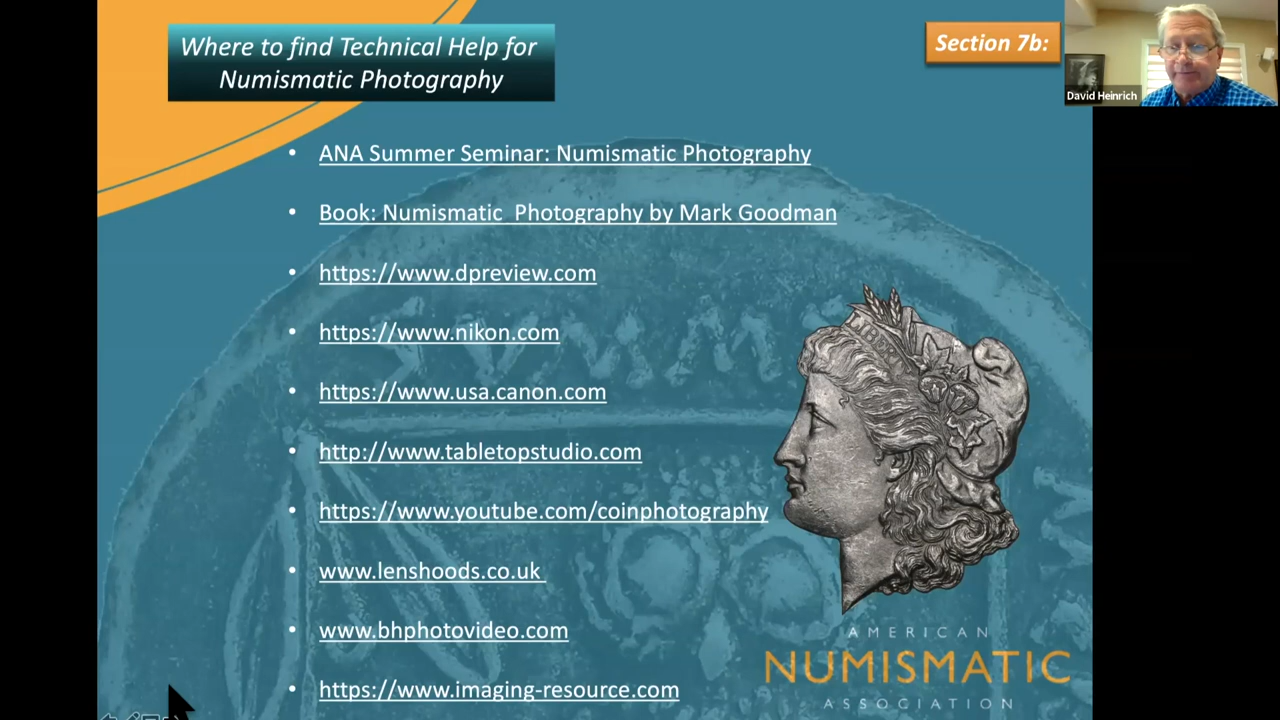 Where to find Technical Help for
Numismatic Photography
Section 7b:
David Heinrich
• ANA Summer Seminar: Numismatic Photography
• Book: Numismatic  Photography by Mark Goodman
• https://www.dpreview.com
• https://www.nikon.com
• https://www.usa.canon.com
• http://www.tabletopstudio.com
• https://www.youtube.com/coinphotography
• www.lenshoods.co.uk
• www.bhphotovideo.com
• https://www.imaging-resource.com
AMERICAN
NUMISMATIC
ASSOCIATION